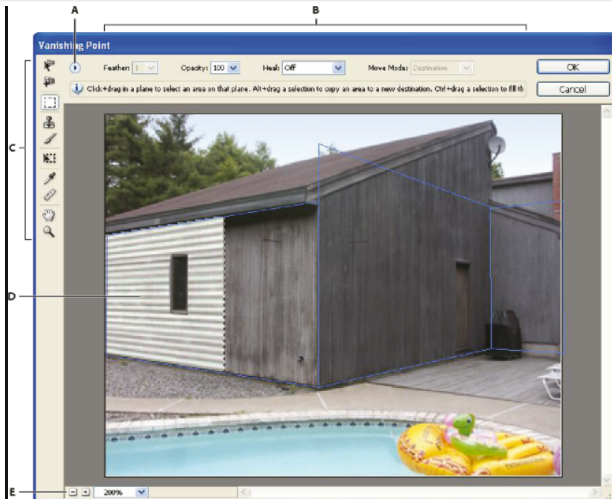 A
B
Vanishing Point
Feather: 1 Opacity: 100 Heal: Off Move Mode: Destination OK
Click+drag in a plane to select an area on that plane. Alt+drag a selection to copy an area to a new destination. Ctrl+drag a selection to fill th Cancel
C
D
E
200%